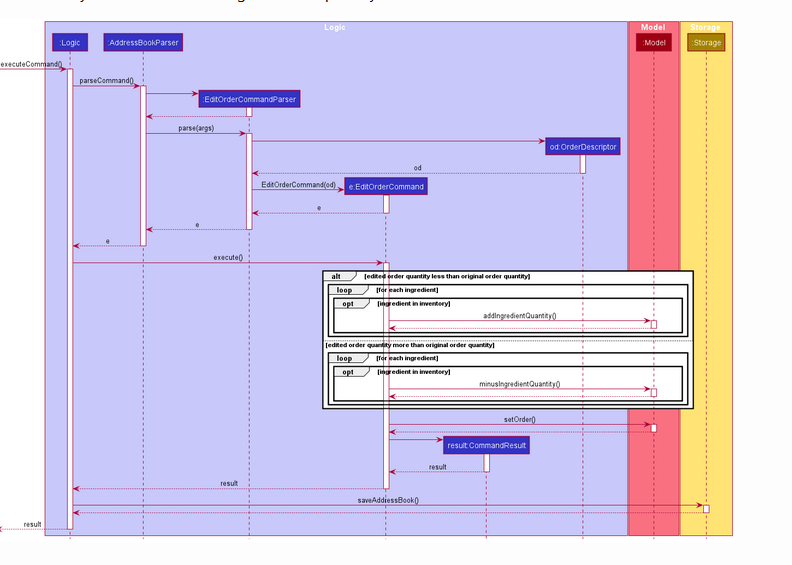 Logic
Model
Storage
:Logic
:AddressBookParser
:Model
:Storage
executeCommand()
parseCommand()
:EditOrderCommandParser
parse(args)
od:OrderDescriptor
od
EditOrderCommand(od)
e:EditOrderCommand
e
e
e
execute()
alt
[edited order quantity less than original order quantity]
loop
[for each ingredient]
opt
[ingredient in inventory]
addIngredientQuantity()
[edited order quantity more than original order quantity]
loop
[for each ingredient]
opt
[ingredient in inventory]
minusIngredientQuantity()
setOrder()
result:CommandResult
result
result
saveAddressBook()
result